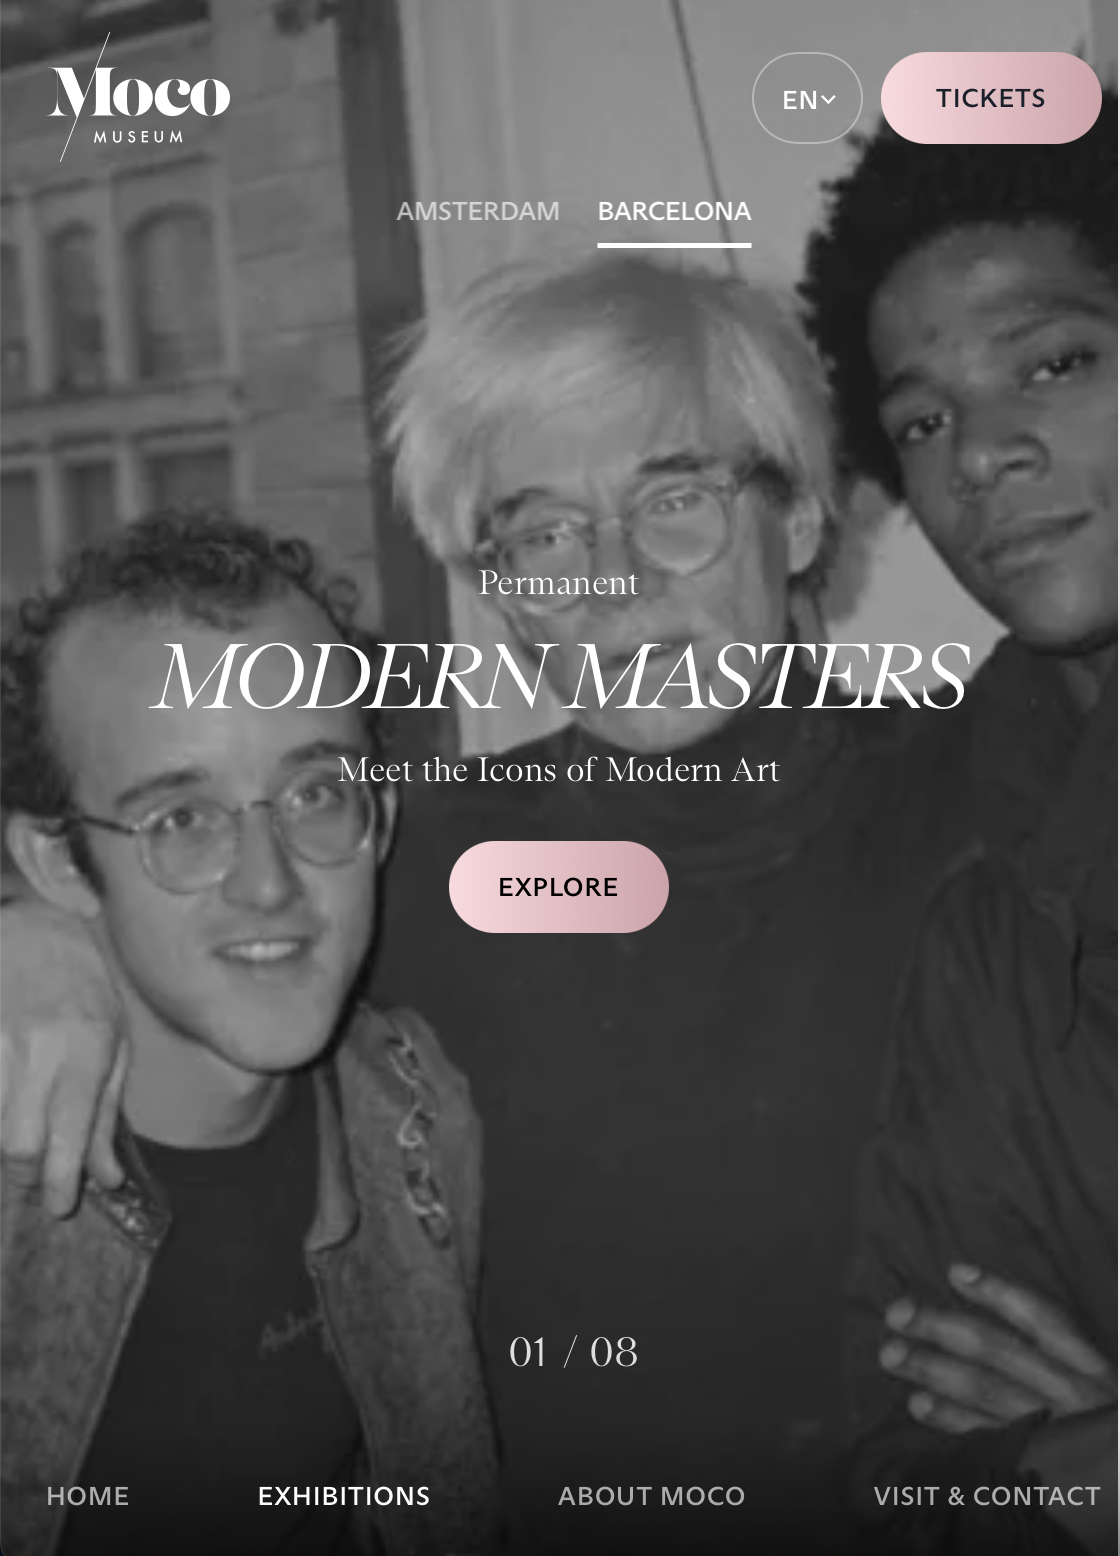 Moco
MUSEUM
EN
TICKETS
AMSTERDAM
BARCELONA
Permanent
MODERN MASTERS
Meet the Icons of Modern Art
EXPLORE
01 / 08
HOME
EXHIBITIONS
ABOUT MOCO
VISIT & CONTACT